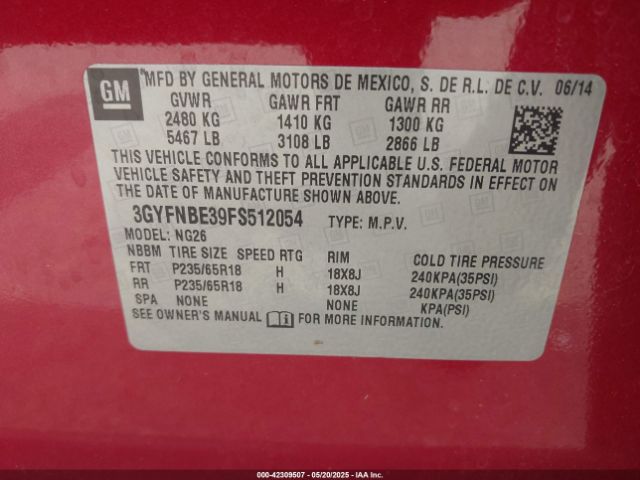 GM
MFD BY GENERAL MOTORS DE MEXICO, S. DE R.L. DE C.V. 06/14
GVWR GAWR FRT GAWR RR
2480 KG 1410 KG 1300 KG
5467 LB 3108 LB 2866 LB
THIS VEHICLE CONFORMS TO ALL APPLICABLE U.S. FEDERAL MOTOR
VEHICLE SAFETY AND THEFT PREVENTION STANDARDS IN EFFECT ON
THE DATE OF MANUFACTURE SHOWN ABOVE.
3GYFNBE39FS512054 TYPE: M.P.V.
MODEL: NG26
NBBM TIRE SIZE SPEED RTG RIM COLD TIRE PRESSURE
FRT P235/65R18 H 18X8J 240KPA(35PSI)
RR P235/65R18 H 18X8J 240KPA(35PSI)
SPA NONE NONE KPA(PSI)
SEE OWNER'S MANUAL FOR MORE INFORMATION.
000-42309507 - 05/20/2025 - IAA Inc.